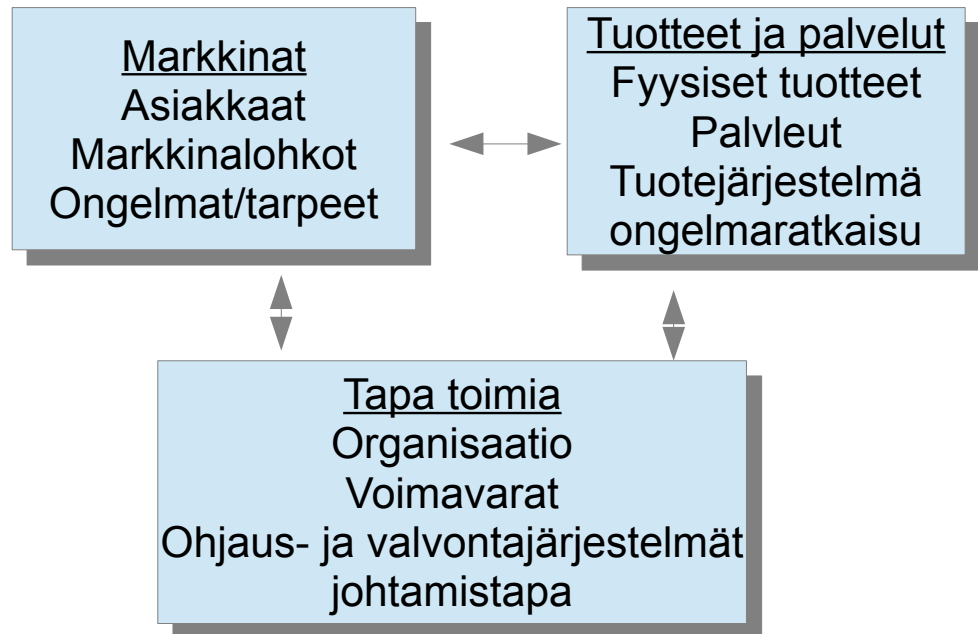 Markkinat
Asiakkaat
Markkinalohkot
Ongelmat/tarpeet
Tuotteet ja palvelut
Fyysiset tuotteet
Palvleut
Tuotejärjestelmä
ongelmaratkaisu
Tapa toimia
Organisaatio
Voimavarat
Ohjaus- ja valvontajärjestelmät
johtamistapa